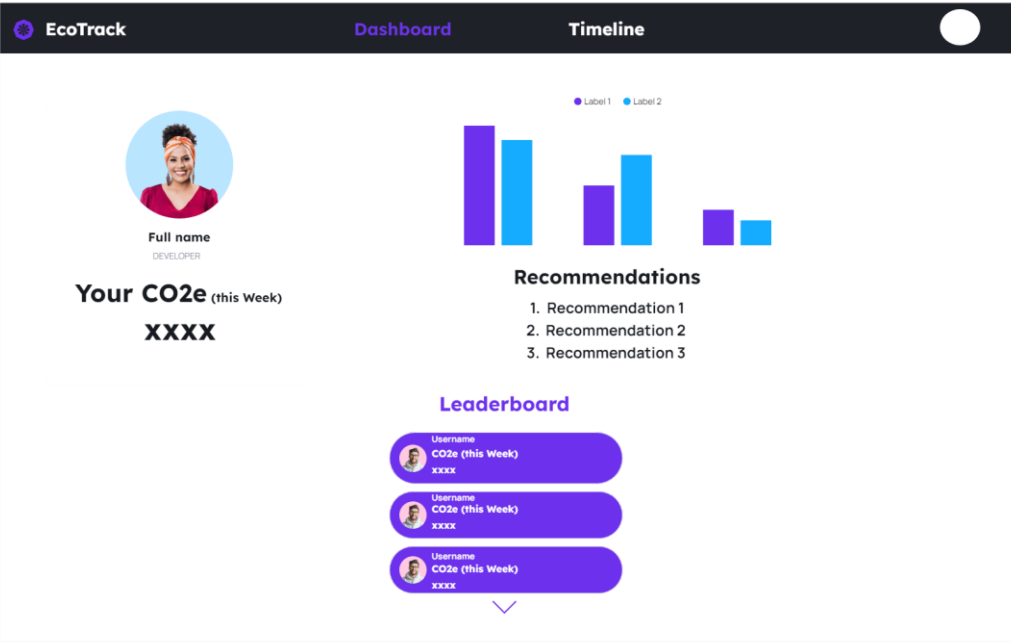 EcoTrack
Dashboard
Timeline
Label 1
Label 2
Full name
DEVELOPER
Your CO2e (this Week)
xxxx
Recommendations
1. Recommendation 1
2. Recommendation 2
3. Recommendation 3
Leaderboard
Username
CO2e (this Week)
xxxx
Username
CO2e (this Week)
xxxx
Username
CO2e (this Week)
xxxx